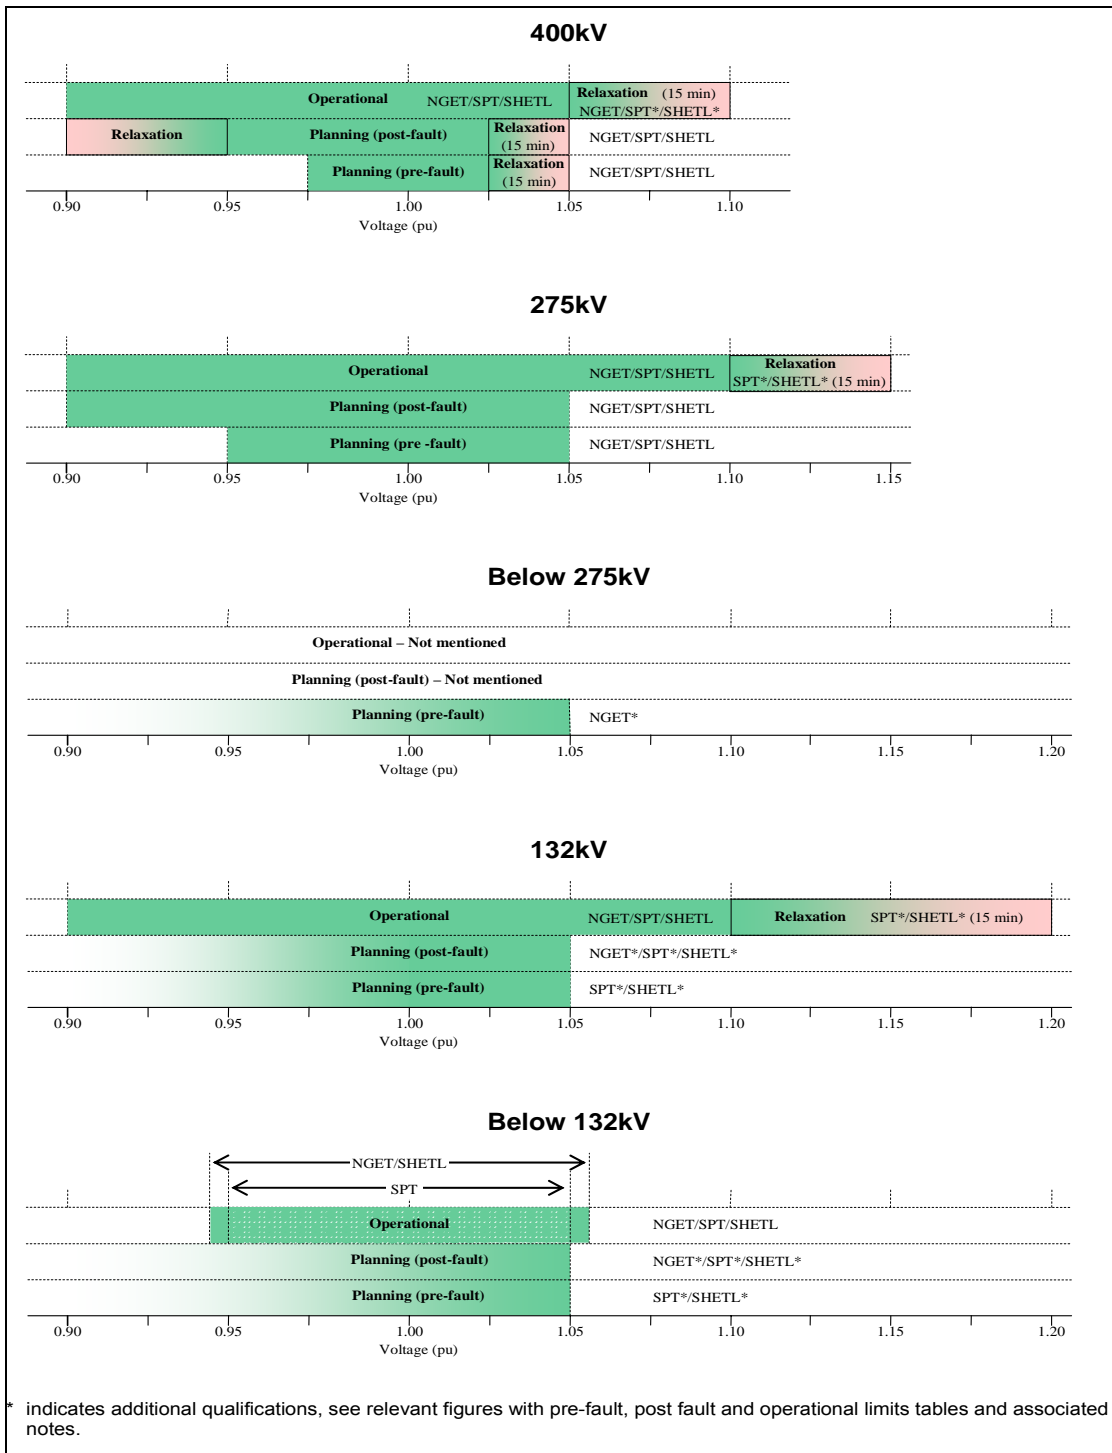 400kV
Operational NGET/SPT/SHETL Relaxation (15 min)
NGET/SPT*/SHETL*
Relaxation Planning (post-fault) Relaxation
(15 min) NGET/SPT/SHETL
Planning (pre-fault) Relaxation
(15 min) NGET/SPT/SHETL
0.90 0.95 1.00 1.05 1.10
Voltage (pu)
275kV
Operational NGET/SPT/SHETL Relaxation
SPT*/SHETL* (15 min)
Planning (post-fault) NGET/SPT/SHETL
Planning (pre -fault) NGET/SPT/SHETL
0.90 0.95 1.00 1.05 1.10 1.15
Voltage (pu)
Below 275kV
Operational – Not mentioned
Planning (post-fault) – Not mentioned
Planning (pre-fault) NGET*
0.90 0.95 1.00 1.05 1.10 1.15 1.20
Voltage (pu)
132kV
Operational NGET/SPT/SHETL Relaxation SPT*/SHETL* (15 min)
Planning (post-fault) NGET*/SPT*/SHETL*
Planning (pre-fault) SPT*/SHETL*
0.90 0.95 1.00 1.05 1.10 1.15 1.20
Voltage (pu)
Below 132kV
NGET/SHETL
SPT
Operational NGET/SPT/SHETL
Planning (post-fault) NGET*/SPT*/SHETL*
Planning (pre-fault) SPT*/SHETL*
0.90 0.95 1.00 1.05 1.10 1.15 1.20
Voltage (pu)
* indicates additional qualifications, see relevant figures with pre-fault, post fault and operational limits tables and associated
notes.